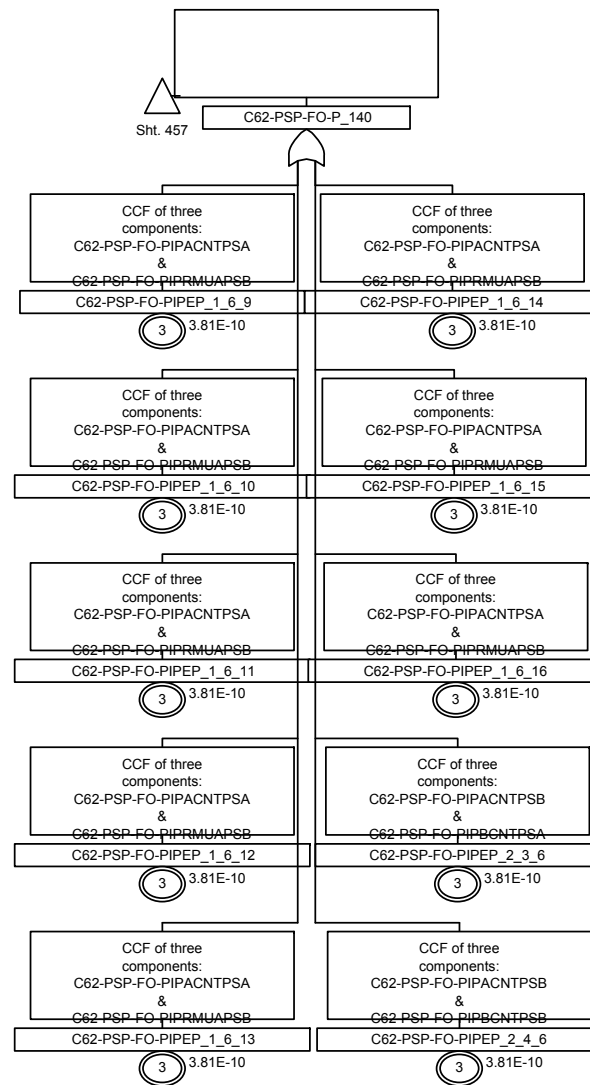 Sht. 457
C62-PSP-FO-P_140
CCF of three
components:
C62-PSP-FO-PIPACNTPSA
&
C62-PSP-FO-PIPRMUAPSB
C62-PSP-FO-PIPEP_1_6_9
3
3.81E-10
CCF of three
components:
C62-PSP-FO-PIPACNTPSA
&
C62-PSP-FO-PIPRMUAPSB
C62-PSP-FO-PIPEP_1_6_14
3
3.81E-10
CCF of three
components:
C62-PSP-FO-PIPACNTPSA
&
C62-PSP-FO-PIPRMUAPSB
C62-PSP-FO-PIPEP_1_6_10
3
3.81E-10
CCF of three
components:
C62-PSP-FO-PIPACNTPSA
&
C62-PSP-FO-PIPRMUAPSB
C62-PSP-FO-PIPEP_1_6_15
3
3.81E-10
CCF of three
components:
C62-PSP-FO-PIPACNTPSA
&
C62-PSP-FO-PIPRMUAPSB
C62-PSP-FO-PIPEP_1_6_11
3
3.81E-10
CCF of three
components:
C62-PSP-FO-PIPACNTPSA
&
C62-PSP-FO-PIPRMUAPSB
C62-PSP-FO-PIPEP_1_6_16
3
3.81E-10
CCF of three
components:
C62-PSP-FO-PIPACNTPSA
&
C62-PSP-FO-PIPRMUAPSB
C62-PSP-FO-PIPEP_1_6_12
3
3.81E-10
CCF of three
components:
C62-PSP-FO-PIPACNTPSB
&
C62-PSP-FO-PIPBCNTPSA
C62-PSP-FO-PIPEP_2_3_6
3
3.81E-10
CCF of three
components:
C62-PSP-FO-PIPACNTPSA
&
C62-PSP-FO-PIPRMUAPSB
C62-PSP-FO-PIPEP_1_6_13
3
3.81E-10
CCF of three
components:
C62-PSP-FO-PIPACNTPSB
&
C62-PSP-FO-PIPBCNTPSB
C62-PSP-FO-PIPEP_2_4_6
3
3.81E-10